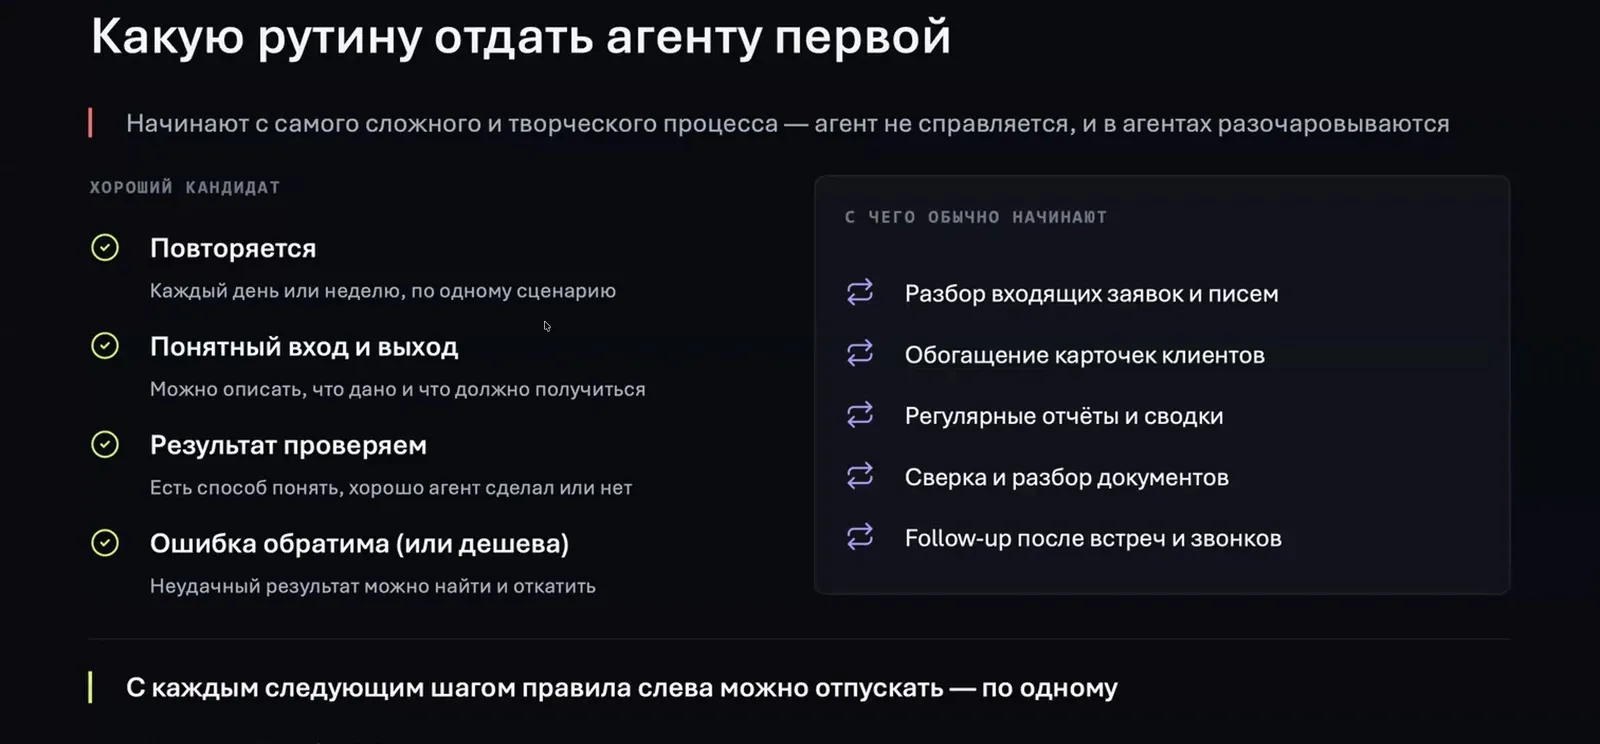 Какую рутину отдать агенту первой
Начинают с самого сложного и творческого процесса — агент не справляется, и в агентах разочаровываются
ХОРОШИЙ КАНДИДАТ
Повторяется
Каждый день или неделю, по одному сценарию
Понятный вход и выход
Можно описать, что дано и что должно получиться
Результат проверяем
Есть способ понять, хорошо агент сделал или нет
Ошибка обратима (или дешева)
Неудачный результат можно найти и откатить
С ЧЕГО ОБЫЧНО НАЧИНАЮТ
Разбор входящих заявок и писем
Обогащение карточек клиентов
Регулярные отчёты и сводки
Сверка и разбор документов
Follow-up после встреч и звонков
С каждым следующим шагом правила слева можно отпускать — по одному